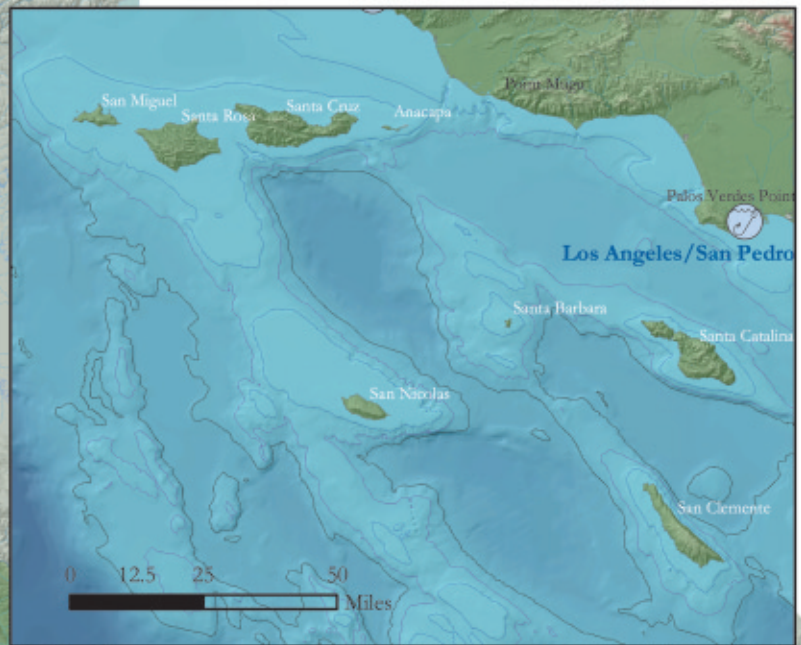 Point Mugu
San Miguel
Santa Rosa
Santa Cruz
Anacapa
Palos Verdes Point
Los Angeles/San Pedro
Santa Barbara
Santa Catalina
San Nicolas
San Clemente
0 12.5 25 50
Miles